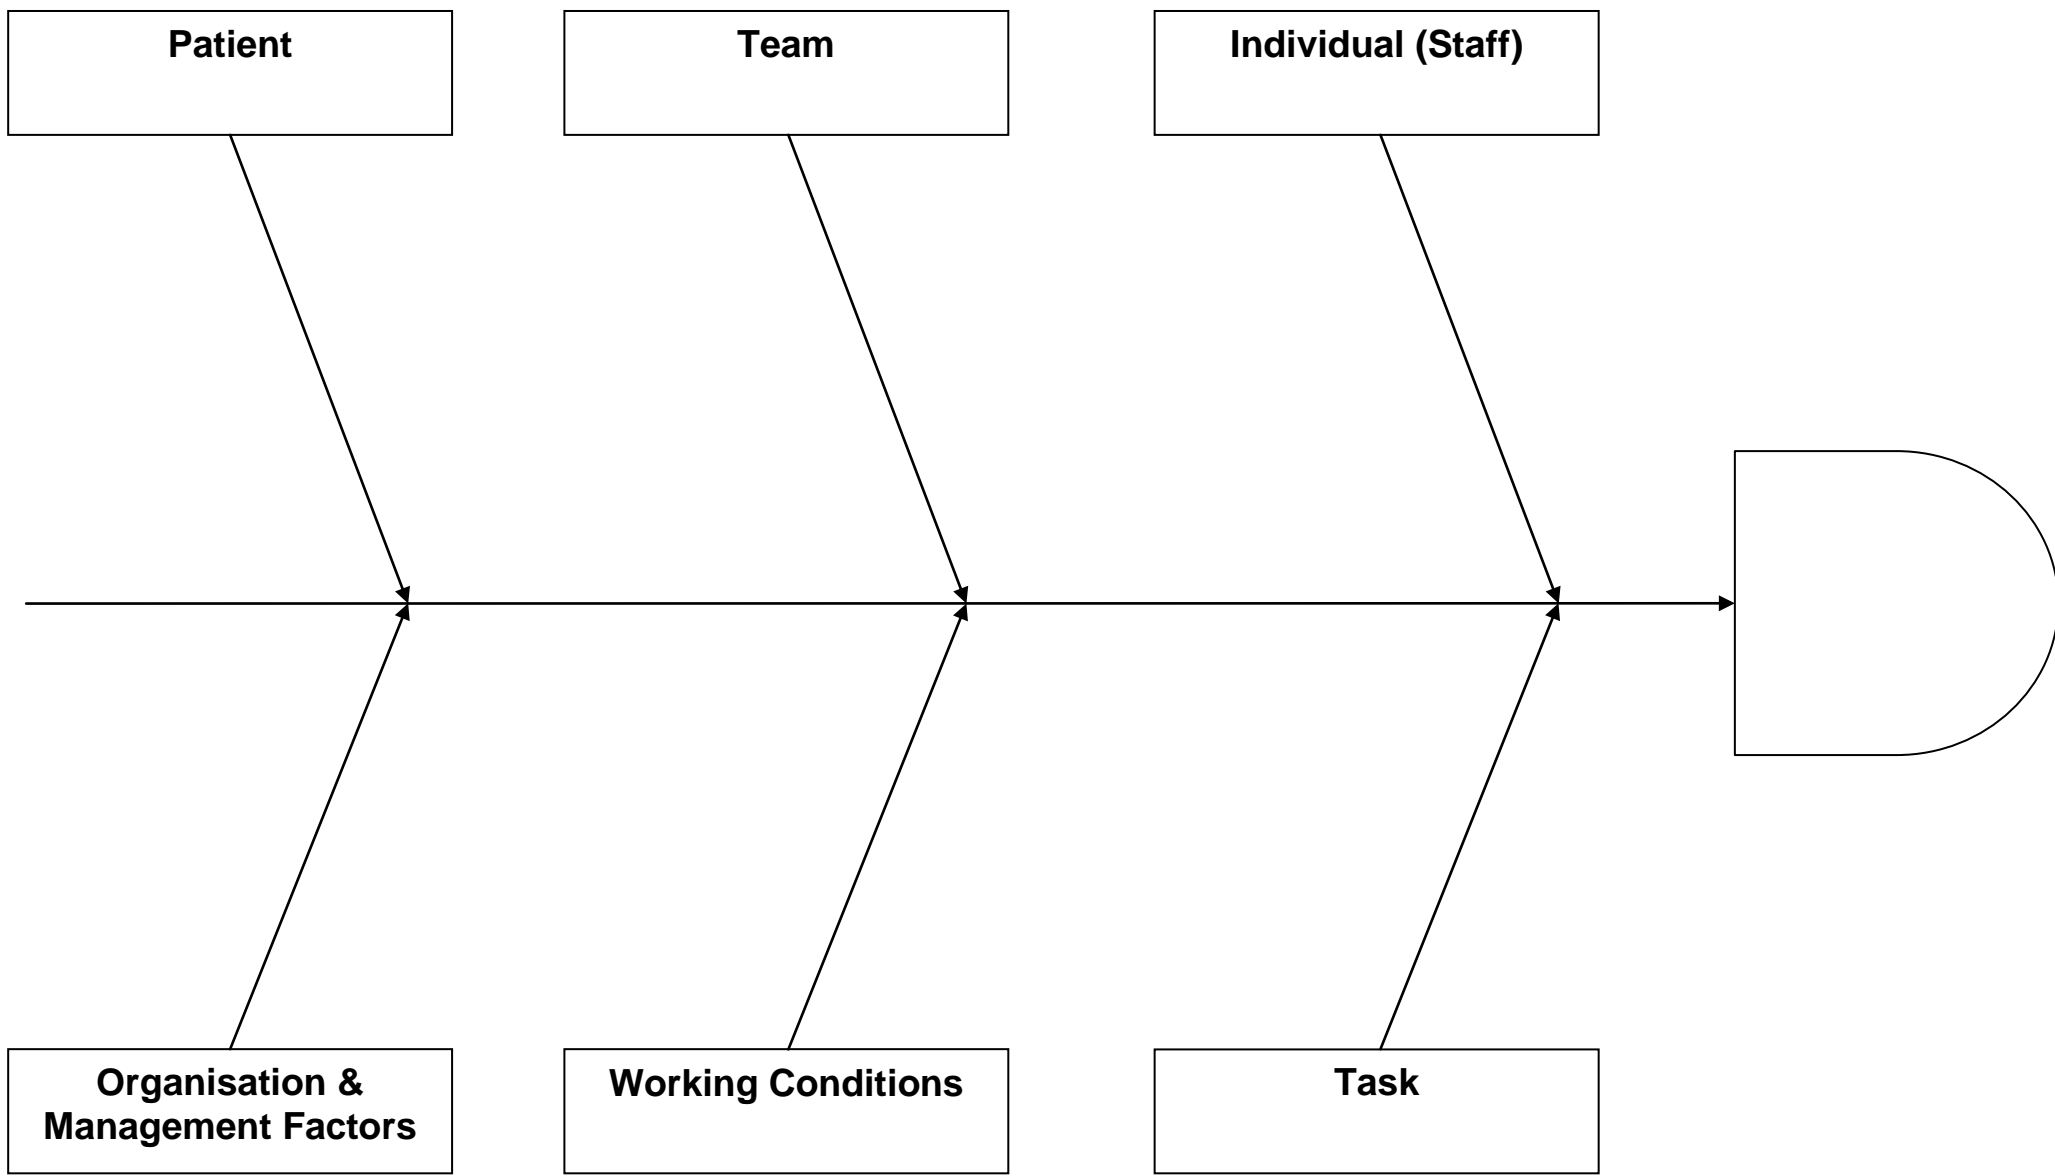 Patient
Team
Individual (Staff)
Organisation &
Management Factors
Working Conditions
Task